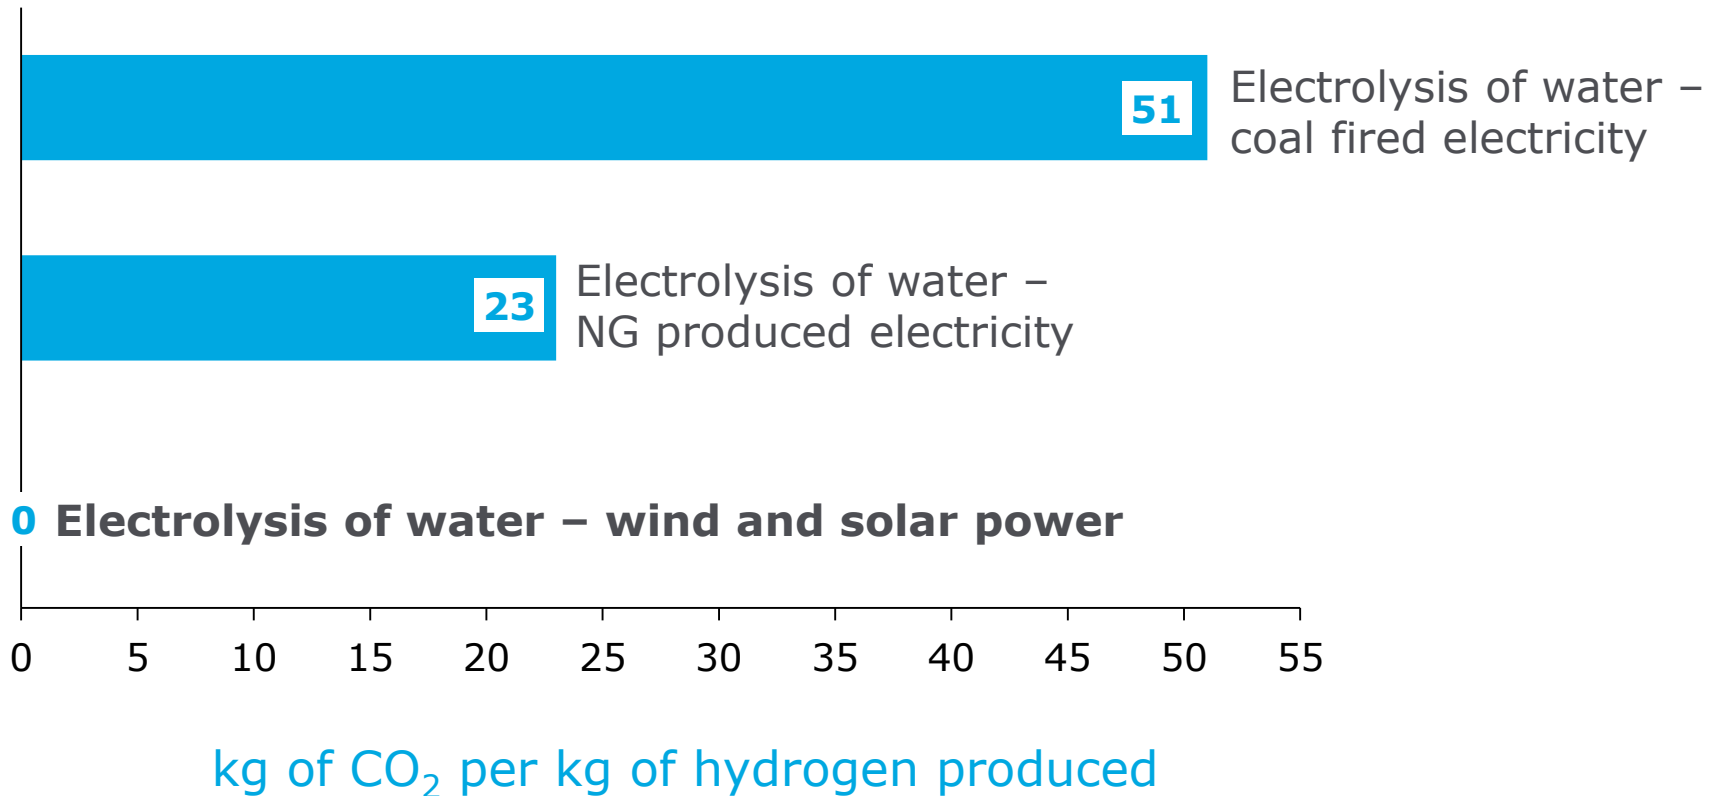 51
Electrolysis of water –
coal fired electricity
23
Electrolysis of water –
NG produced electricity
0 Electrolysis of water – wind and solar power
0 5 10 15 20 25 30 35 40 45 50 55
kg of CO₂ per kg of hydrogen produced